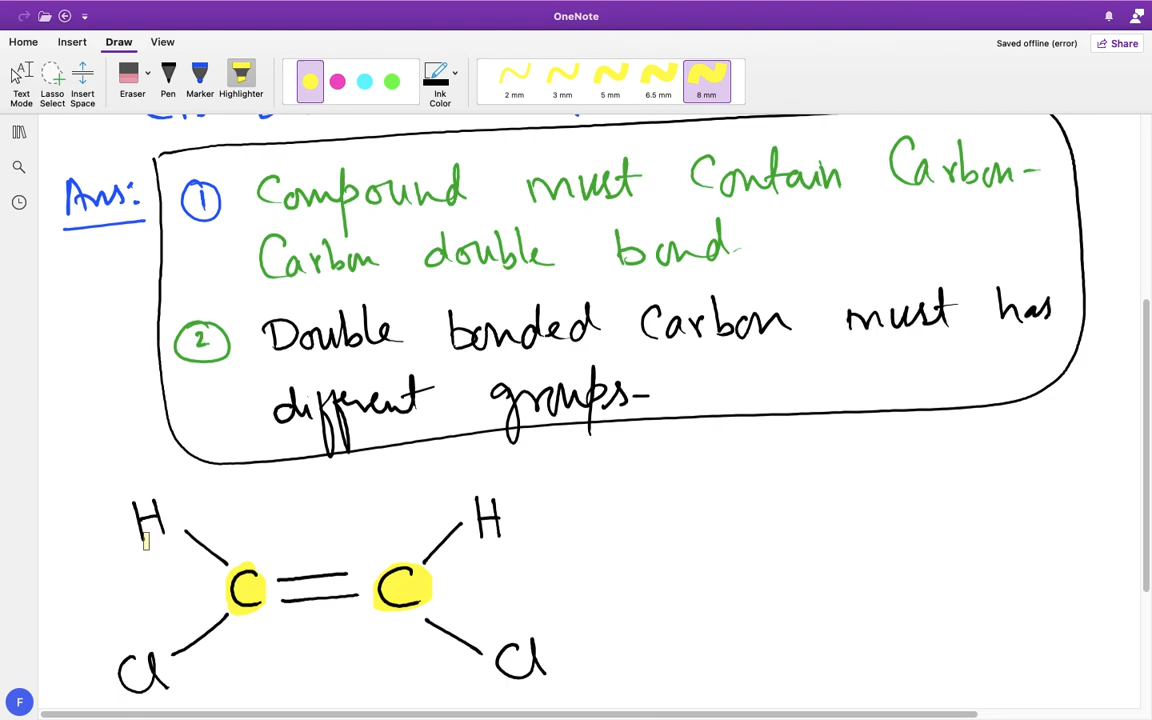 OneNote
Home Insert Draw View
Saved offline (error)
Share
Text Mode
Lasso Select
Insert Space
Eraser
Pen
Marker
Highlighter
Ink Color
2 mm
3 mm
5 mm
6.5 mm
8 mm
Ans: 1 Compound must contain Carbon-
Carbon double bond
2 Double bonded Carbon must has
different groups-
H H
C C
Cl Cl
F